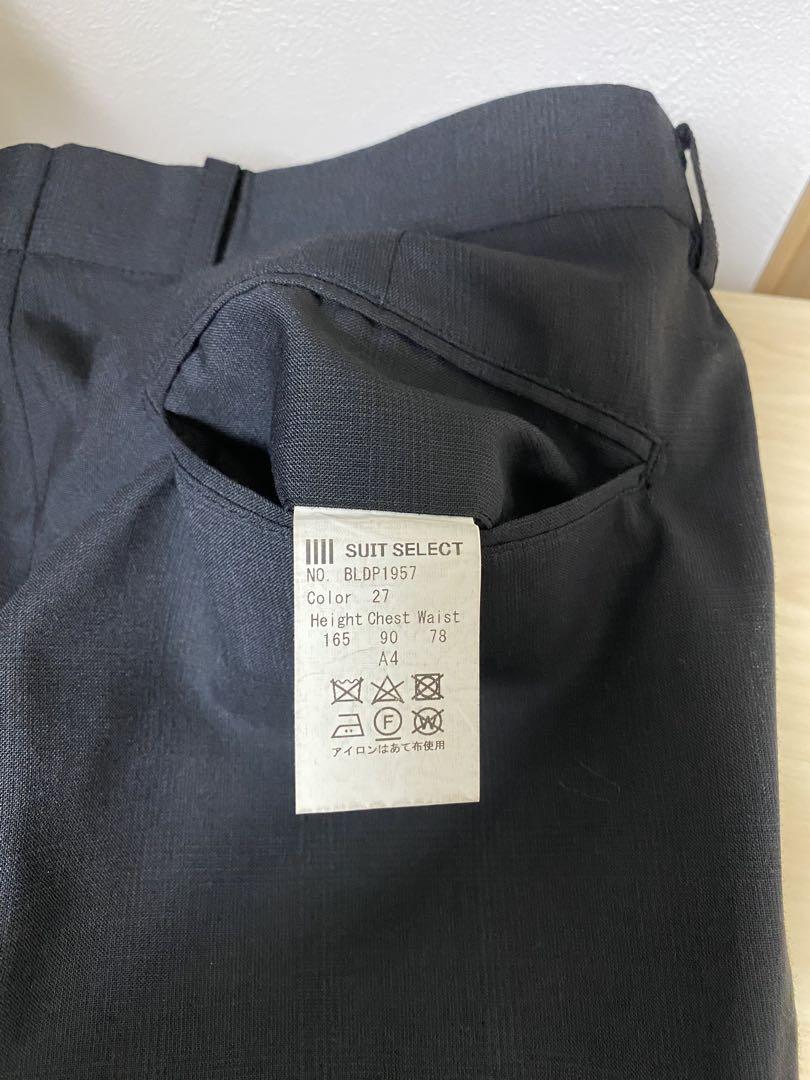 SUIT SELECT
NO. BLDP1957
Color 27
Height Chest Waist
165 90 78
A4
F W
アイロンはあて布使用